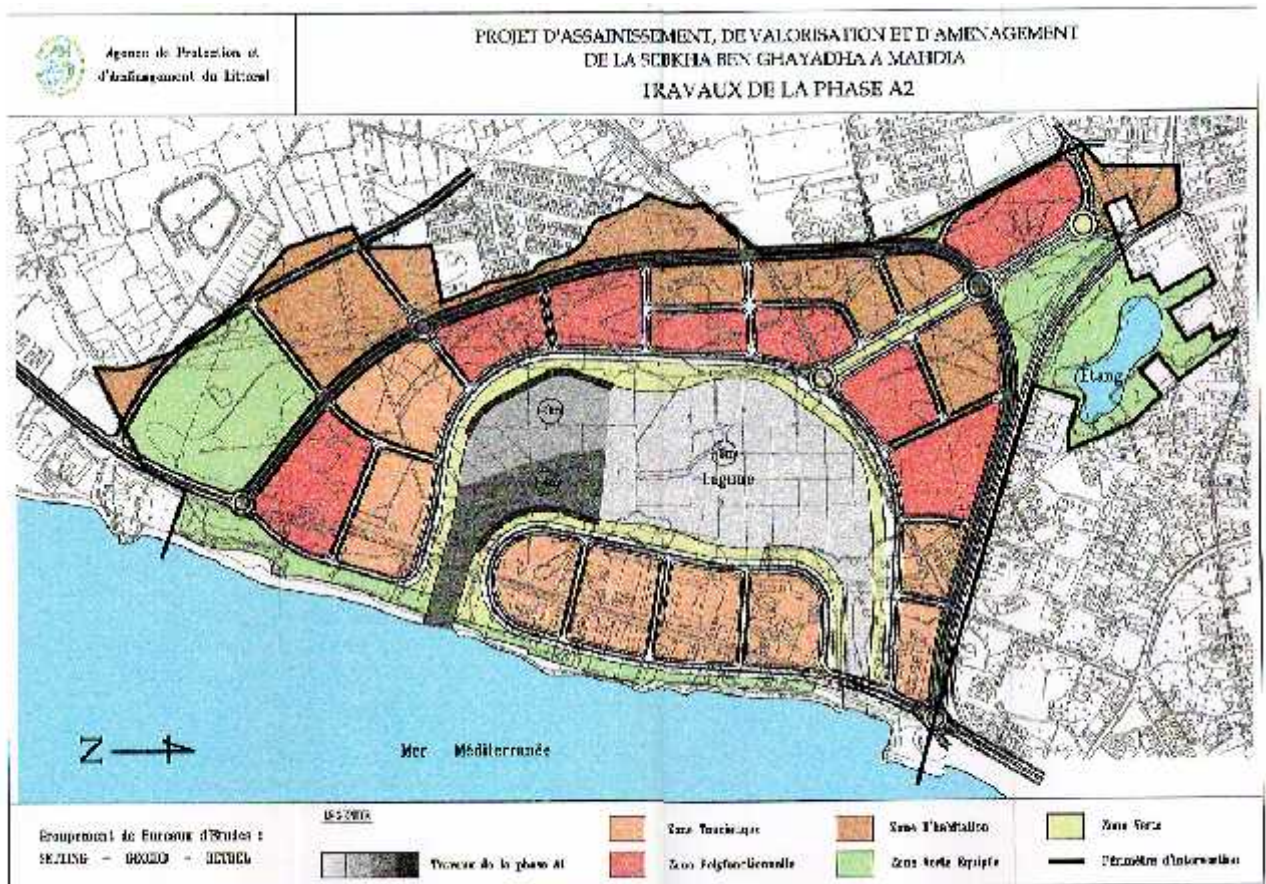 Agence de Protection et
d'Aménagement du Littoral
PROJET D'ASSAINISSEMENT, DE VALORISATION ET D'AMENAGEMENT
DE LA SEBKHA BEN GHAYADHA A MAHDIA
TRAVAUX DE LA PHASE A2
Etang
Lagune
N
Mer Méditerranée
Groupement de Bureaux d'Etudes :
LEGENDE
Travaux de la phase A1
Zone Touristique
Zone Polyfonctionnelle
Zone D'habitation
Zone Verte Equipée
Zone Verte
Périmètre d'intervention